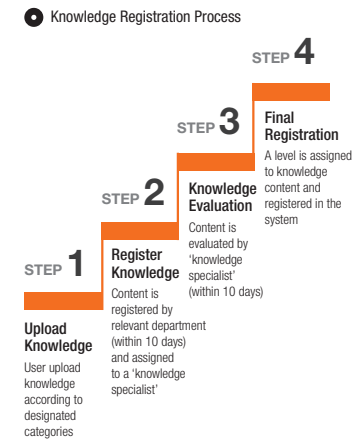 Knowledge Registration Process
STEP 1
Upload
Knowledge
User upload
knowledge
according to
designated
categories
STEP 2
Register
Knowledge
Content is
registered by
relevant department
(within 10 days)
and assigned
to a ‘knowledge
specialist’
STEP 3
Knowledge
Evaluation
Content is
evaluated by
‘knowledge
specialist’
(within 10 days)
STEP 4
Final
Registration
A level is assigned
to knowledge
content and
registered in the
system